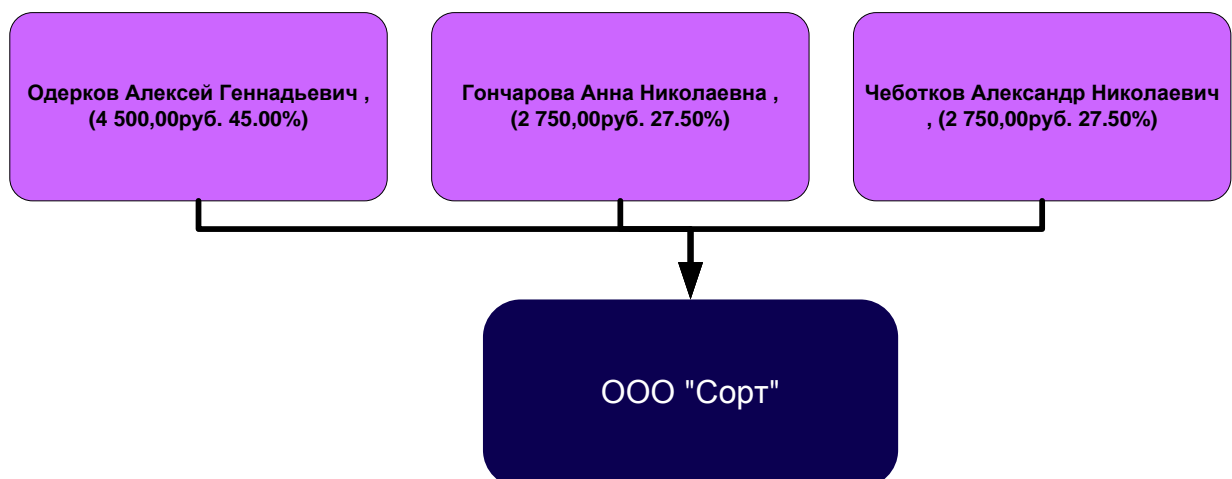 Одерков Алексей Геннадьевич ,
(4 500,00руб. 45.00%)
Гончарова Анна Николаевна ,
(2 750,00руб. 27.50%)
Чеботков Александр Николаевич
, (2 750,00руб. 27.50%)
ООО "Сорт"